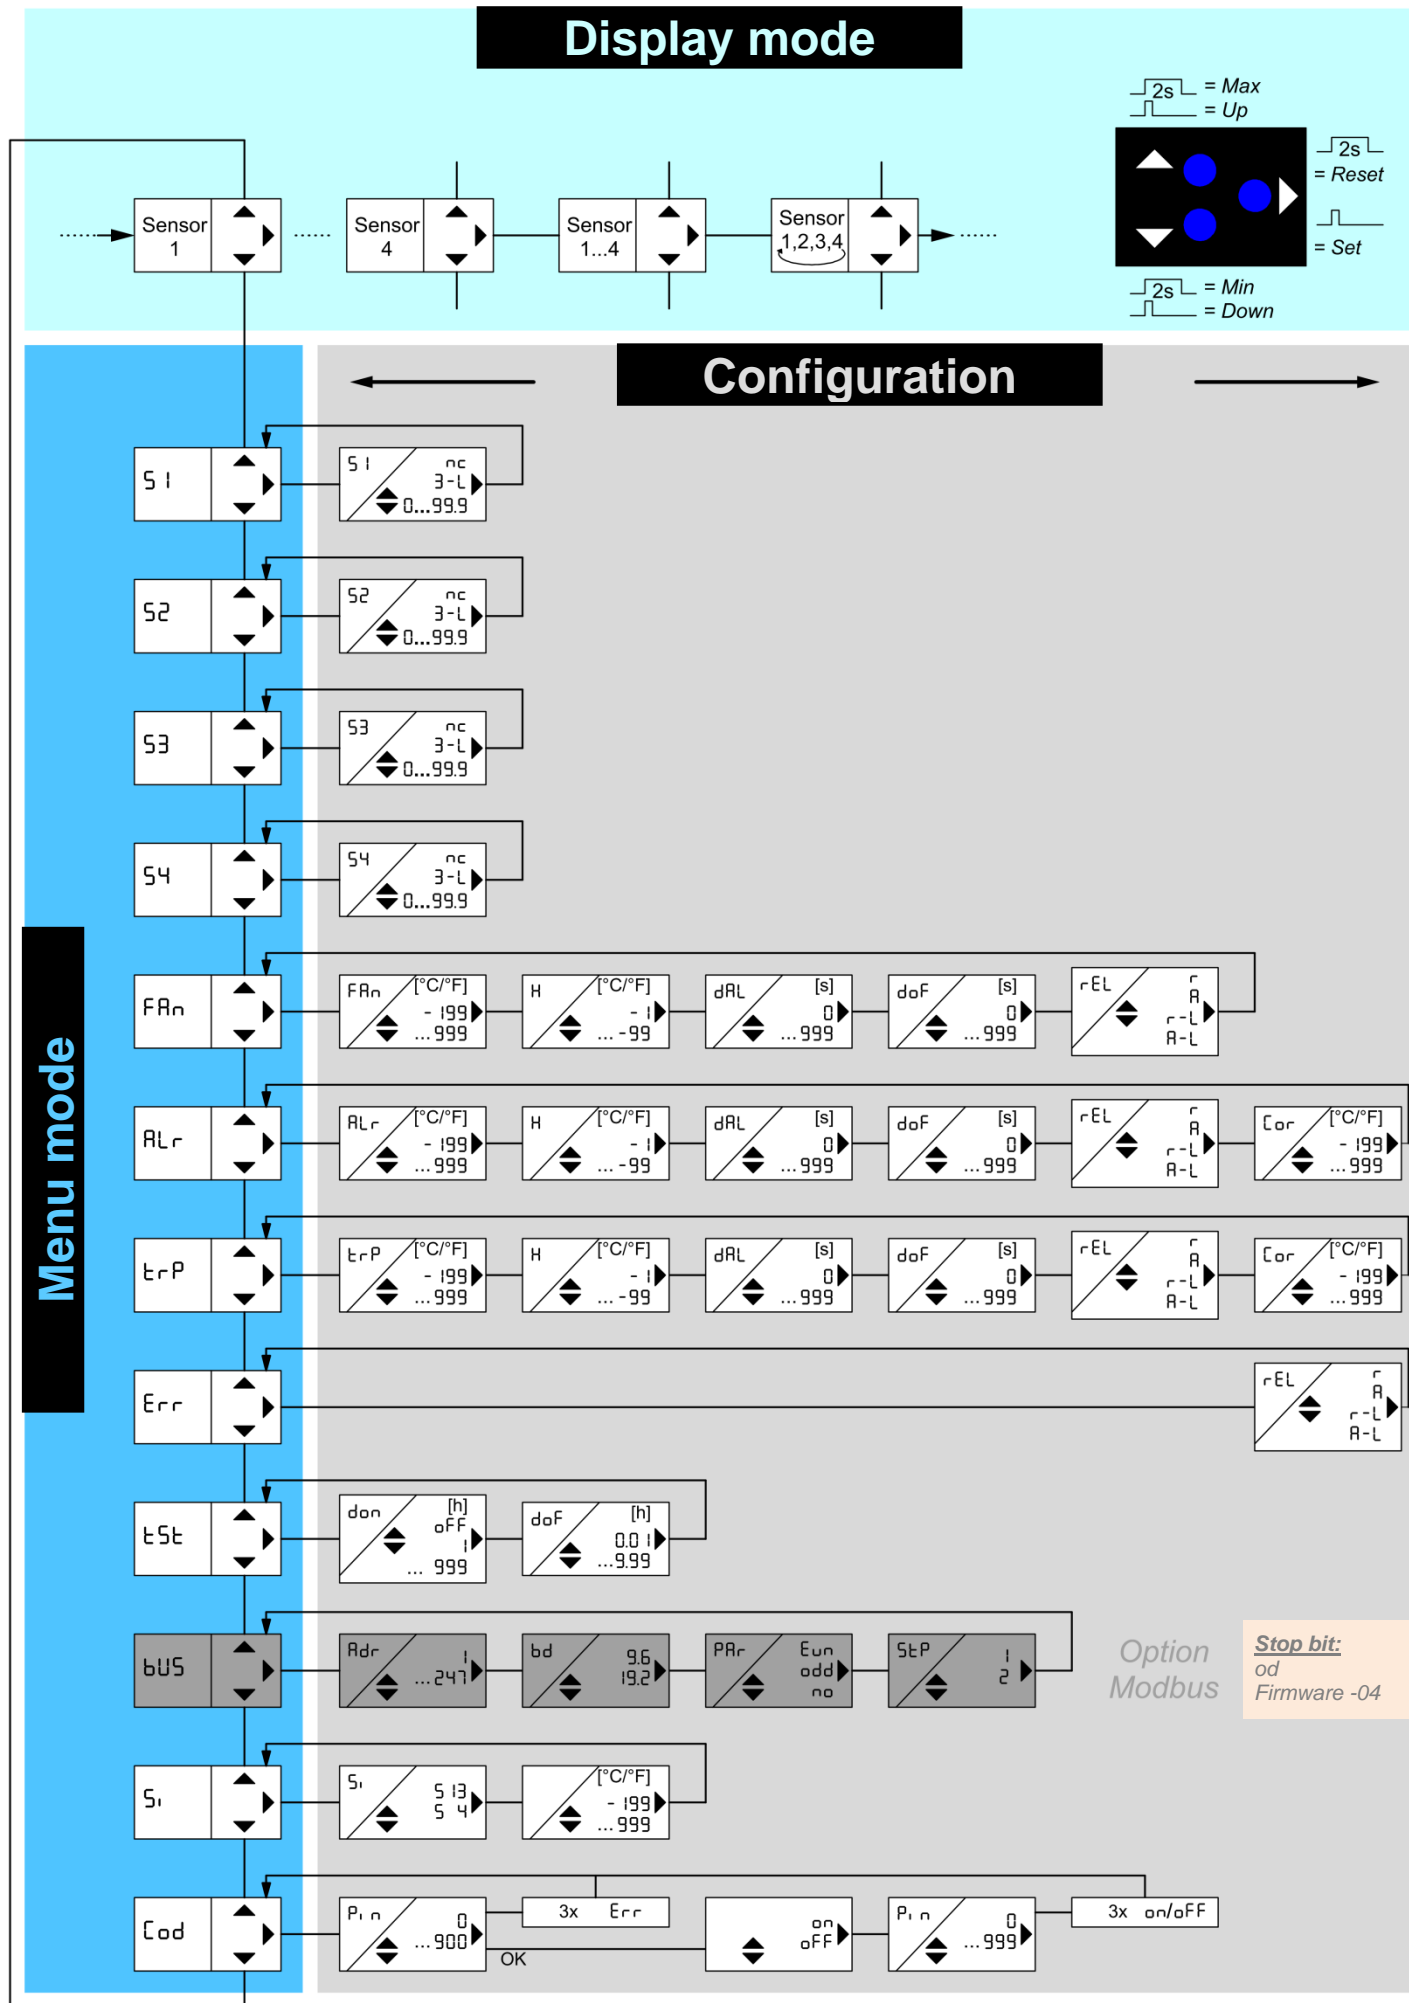 Display mode
2s = Max
= Up
2s
= Reset
= Set
2s = Min
= Down
Sensor
1
Sensor
4
Sensor
1...4
Sensor
1,2,3,4
Configuration
Menu mode
S1
S1 nc
3-L
0...99.9
S2
S2 nc
3-L
0...99.9
S3
S3 nc
3-L
0...99.9
S4
S4 nc
3-L
0...99.9
FAn
FAn [°C/°F]
-199
...999
H [°C/°F]
-1
...-99
dAL [s]
0
...999
doF [s]
0
...999
rEL r
A
r-L
A-L
ALr
ALr [°C/°F]
-199
...999
H [°C/°F]
-1
...-99
dAL [s]
0
...999
doF [s]
0
...999
rEL r
A
r-L
A-L
Cor [°C/°F]
-199
...999
trP
trP [°C/°F]
-199
...999
H [°C/°F]
-1
...-99
dAL [s]
0
...999
doF [s]
0
...999
rEL r
A
r-L
A-L
Cor [°C/°F]
-199
...999
Err
rEL r
A
r-L
A-L
tSt
don [h]
oFF
1
... 999
doF [h]
0.01
...9.99
bUS
Adr 1
...247
bd 9.6
19.2
PAr Eun
odd
no
StP 1
2
Option
Modbus
Stop bit:
od
Firmware -04
Si
Si S13
S 4
[°C/°F]
-199
...999
Cod
Pin 0
...900
3x Err
OK
on
oFF
Pin 0
...999
3x on/oFF